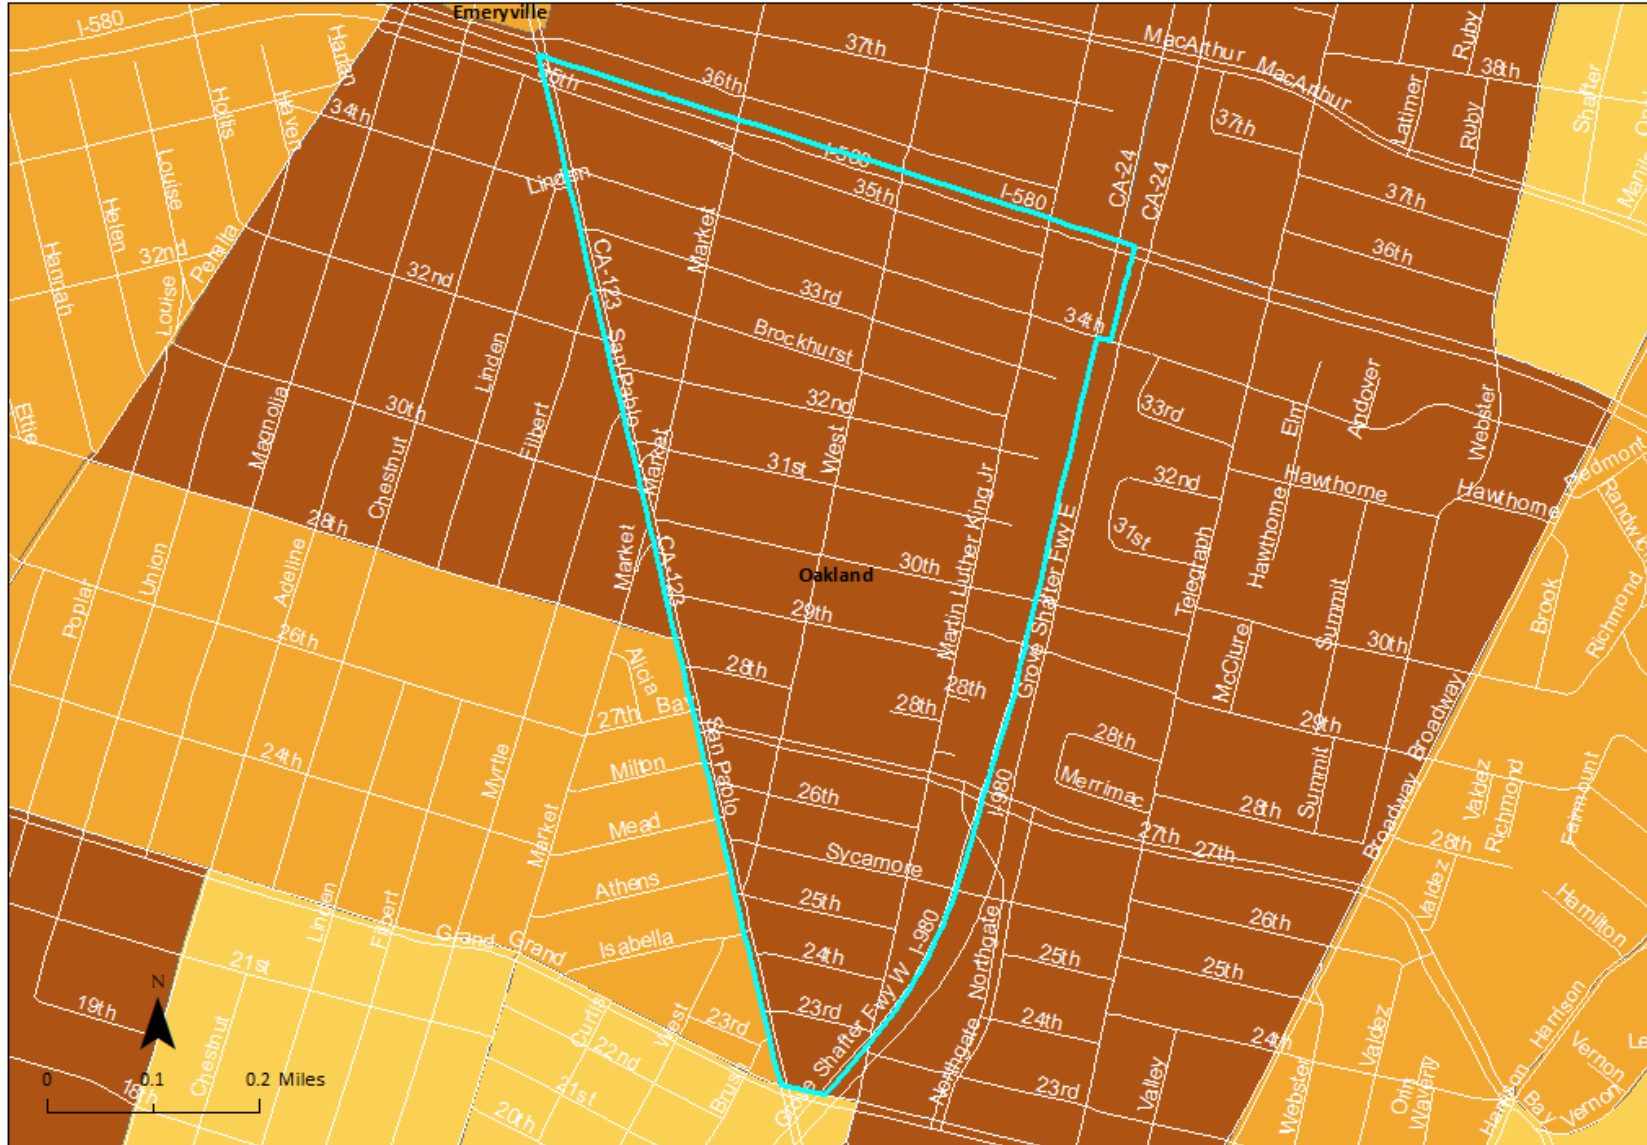 Emeryville
I-580
37th
MacArthur
MacArthur
Ruby
38th
Shafter
Harlan
35th
36th
Hollis
Haven
34th
Latimer
Ruby
37th
I-580
CA-24
CA-24
Louise
Linden
35th
I-580
37th
Helen
Market
36th
32nd
Peralta
Hannah
Louise
32nd
CA-123
33rd
34th
Brockhurst
San Pablo
Linden
Andover
Elm
Webster
Ettie
Magnolia
30th
Filbert
32nd
33rd
Chestnut
Market
31st
West
32nd
Hawthorne
Hawthorne
Piedmont
Martin Luther King Jr
Hawthorne
28th
31st
Market
CA-123
Oakland
30th
Grove Shafter Fwy E
Telegraph
Brook
Richmond
Poplar
Union
Adeline
26th
29th
McClure
Summit
30th
Alicia
28th
28th
28th
27th
Bay
San Pablo
29th
Broadway
Broadway
28th
24th
Myrtle
Milton
26th
I-980
Merrimac
28th
Summit
Valdez
Richmond
Fairmount
Market
Mead
27th
27th
28th
Sycamore
Athens
25th
Valdez
26th
Hamilton
Linden
Filbert
Grand
Grand
Isabella
24th
I-980
Northgate
25th
25th
21st
N
19th
Chestnut
Curtis
West
23rd
23rd
Grove Shafter Fwy W
24th
24th
Valdez
Harrison
Vernon
22nd
21st
Brush
Northgate
23rd
Valley
Webster
Waverly
Harrison
Bay
Vernon
0
0.1
0.2 Miles
18th
20th